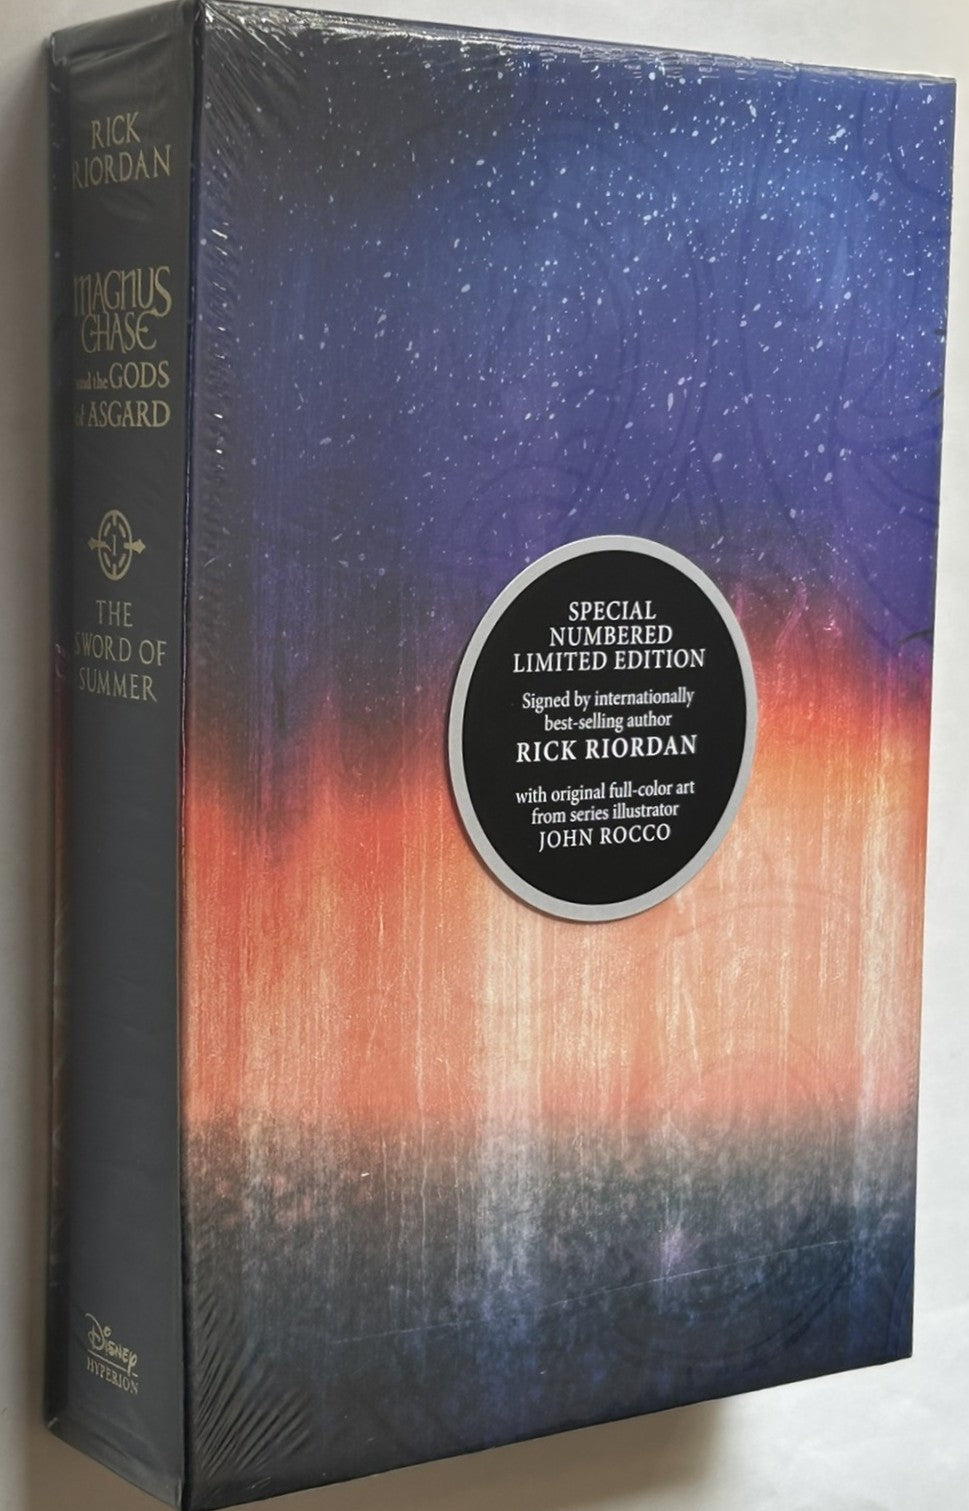 RICK
RIORDAN
MAGNUS
CHASE
and the GODS
of ASGARD
I
THE
SWORD OF
SUMMER
DISNEY
HYPERION
SPECIAL
NUMBERED
LIMITED EDITION
Signed by internationally
best-selling author
RICK RIORDAN
with original full-color art
from series illustrator
JOHN ROCCO